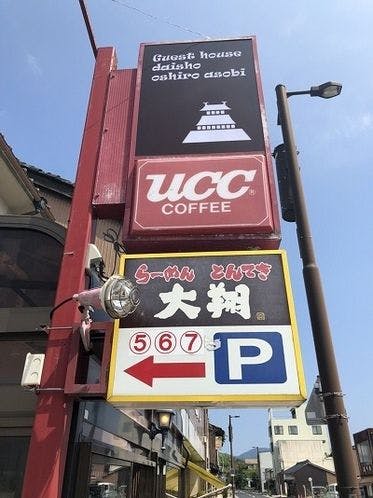 Guest house
daisho
oshiro asobi
UCC®
COFFEE
らーめん とんてき
大翔
⑤⑥⑦
P